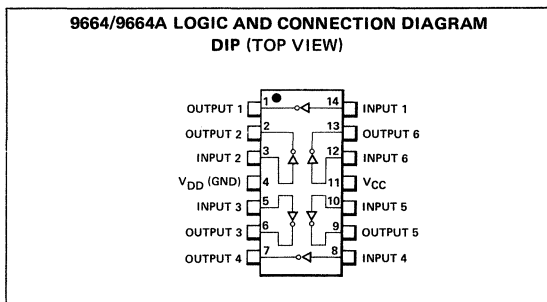 9664/9664A LOGIC AND CONNECTION DIAGRAM
DIP (TOP VIEW)
OUTPUT 1 1 14 INPUT 1
OUTPUT 2 2 13 OUTPUT 6
INPUT 2 3 12 INPUT 6
VDD (GND) 4 11 VCC
INPUT 3 5 10 INPUT 5
OUTPUT 3 6 9 OUTPUT 5
OUTPUT 4 7 8 INPUT 4